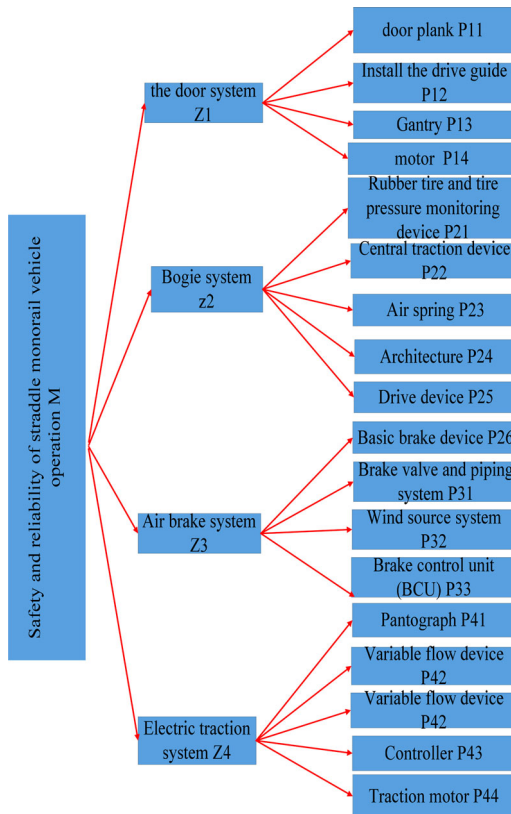 Safety and reliability of straddle monorail vehicle
operation M
the door system
Z1
Bogie system
z2
Air brake system
Z3
Electric traction
system Z4
door plank P11
Install the drive guide
P12
Gantry P13
motor P14
Rubber tire and tire
pressure monitoring
device P21
Central traction device
P22
Air spring P23
Architecture P24
Drive device P25
Basic brake device P26
Brake valve and piping
system P31
Wind source system
P32
Brake control unit
(BCU) P33
Pantograph P41
Variable flow device
P42
Variable flow device
P42
Controller P43
Traction motor P44